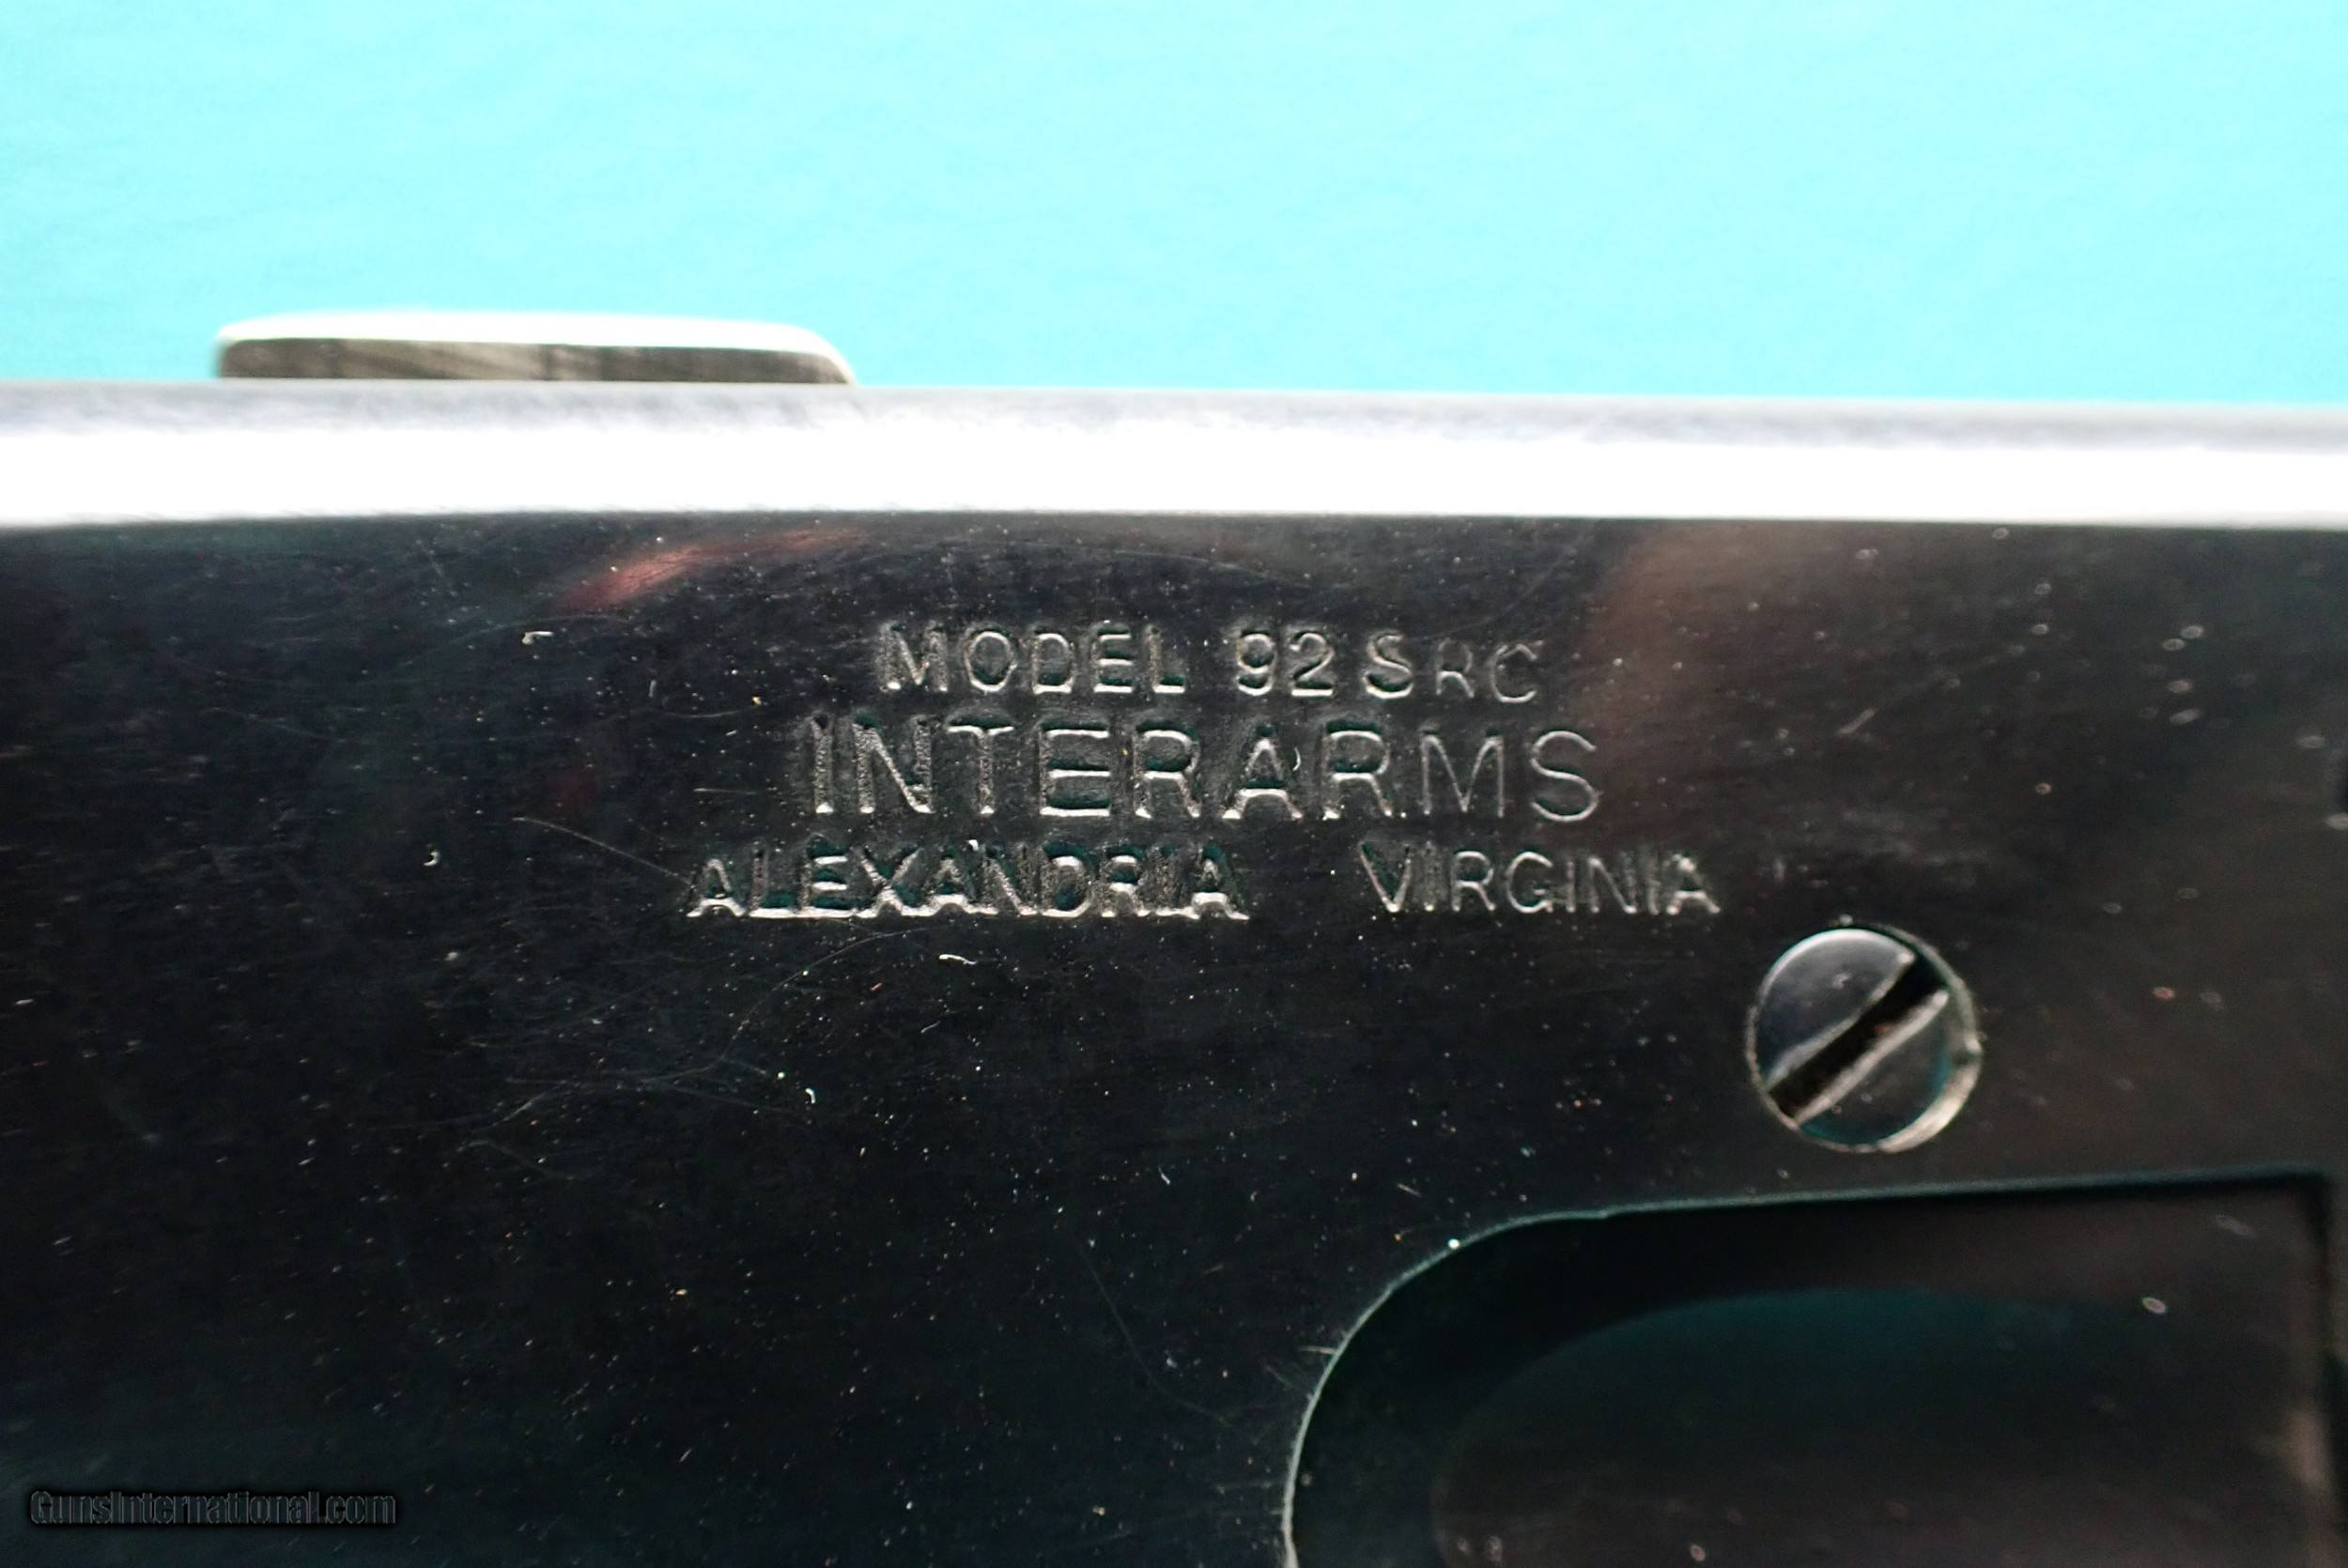 MODEL 92 SRC
INTERARMS
ALEXANDRIA VIRGINIA
GunsInternational.com